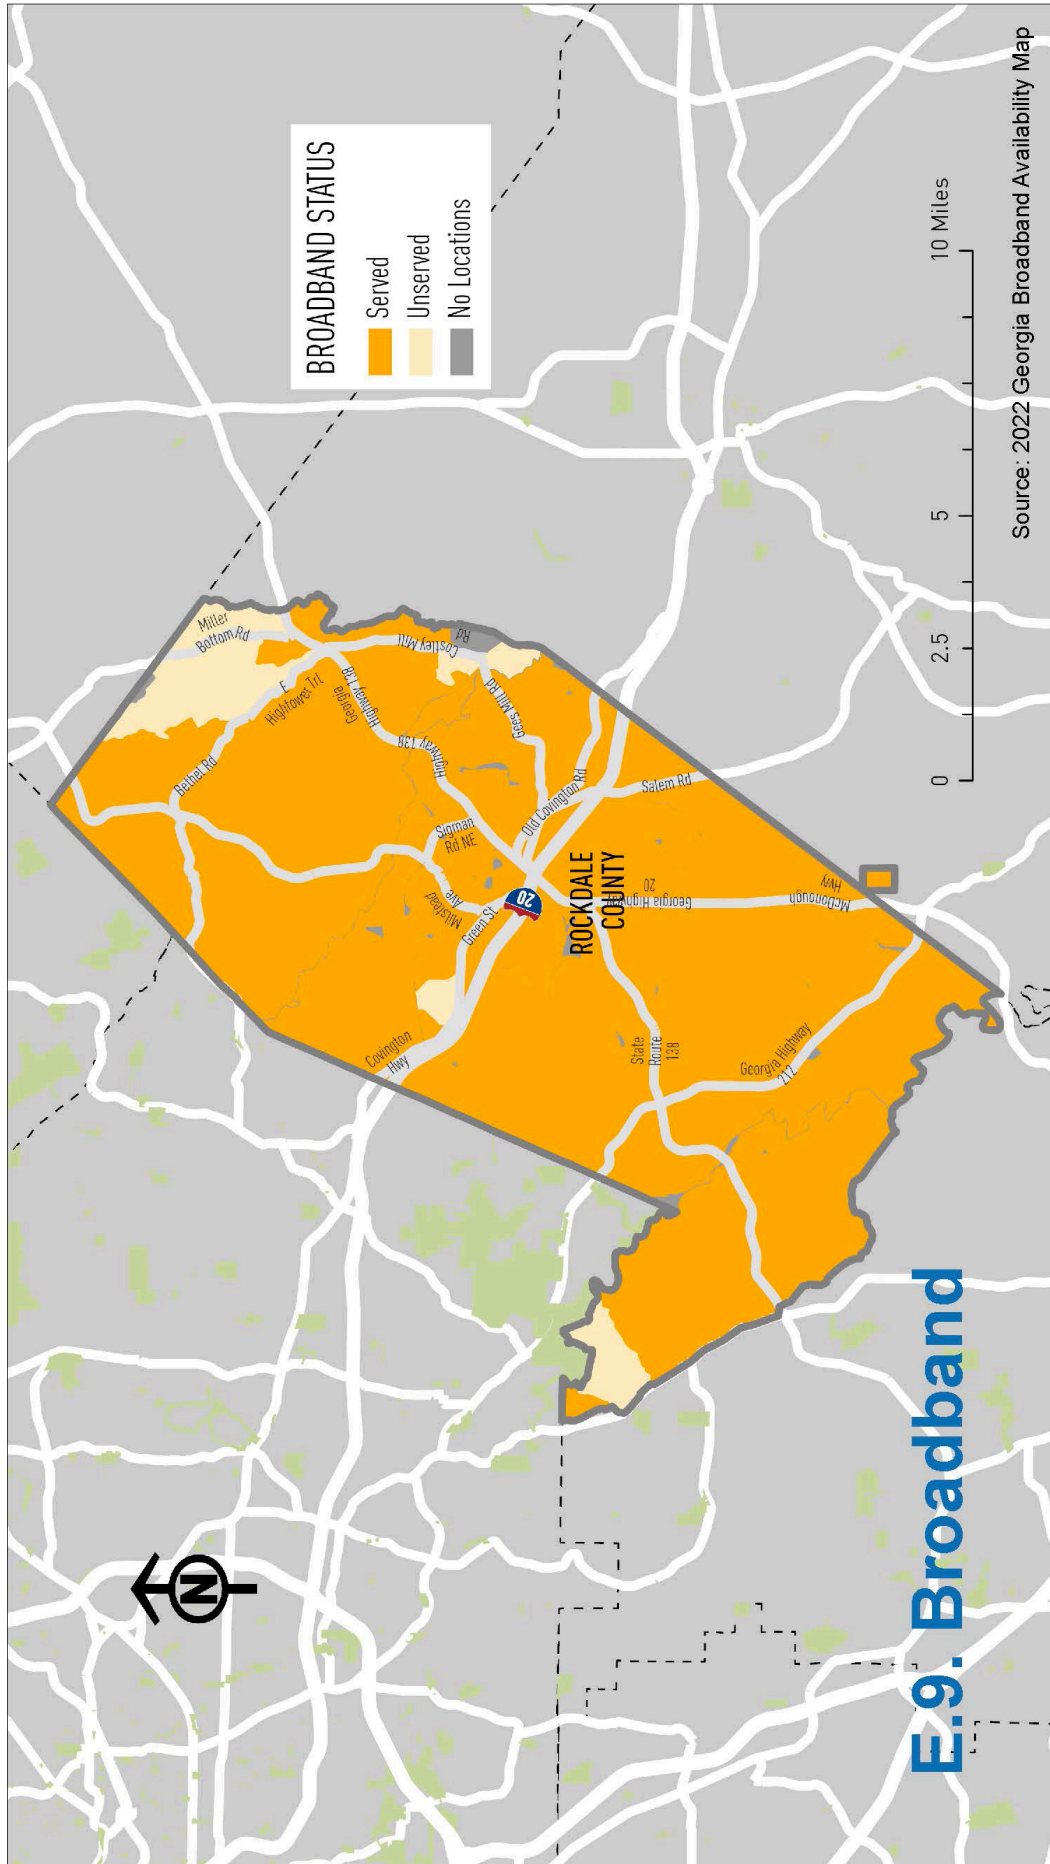 E.9. Broadband
BROADBAND STATUS
Served
Unserved
No Locations
Miller
Bottom Rd
E
Hightower Trl
Bethel Rd
Georgia
Highway 138
Highway 138
Costley Mill
Rd
Gees Mill Rd
Sigman
Rd NE
Milstead
Ave
Green St
Old Covington Rd
Covington
Hwy
20
ROCKDALE
COUNTY
Salem Rd
Georgia Highway
20
McDonough
Hwy
State
Route
138
Georgia Highway
212
N
0
2.5
5
10 Miles
Source: 2022 Georgia Broadband Availability Map